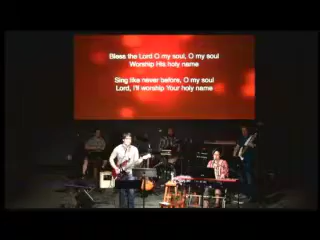 Bless the Lord O my soul, O my soul
Worship His holy name
Sing like never before, O my soul
Lord, I'll worship Your holy name